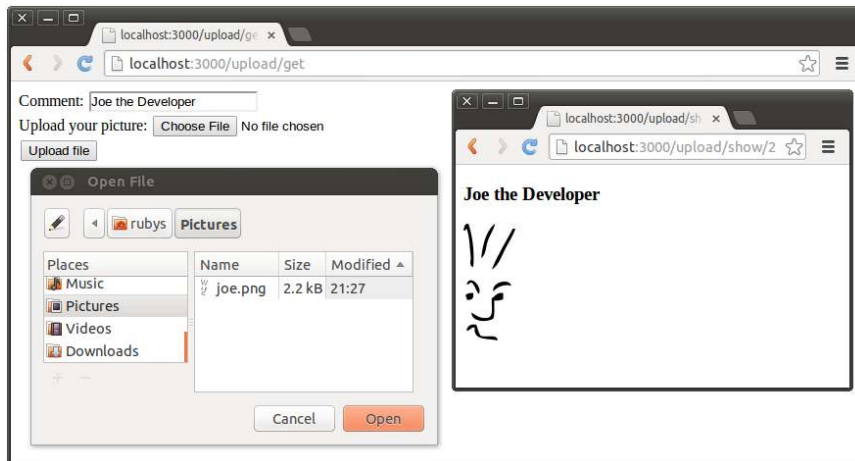 localhost:3000/upload/ge
localhost:3000/upload/get
Comment: Joe the Developer
Upload your picture: Choose File No file chosen
Upload file
Open File
rubys Pictures
Places
Music
Pictures
Videos
Downloads
Name Size Modified
joe.png 2.2 kB 21:27
Cancel Open
localhost:3000/upload/sh
localhost:3000/upload/show/2
Joe the Developer